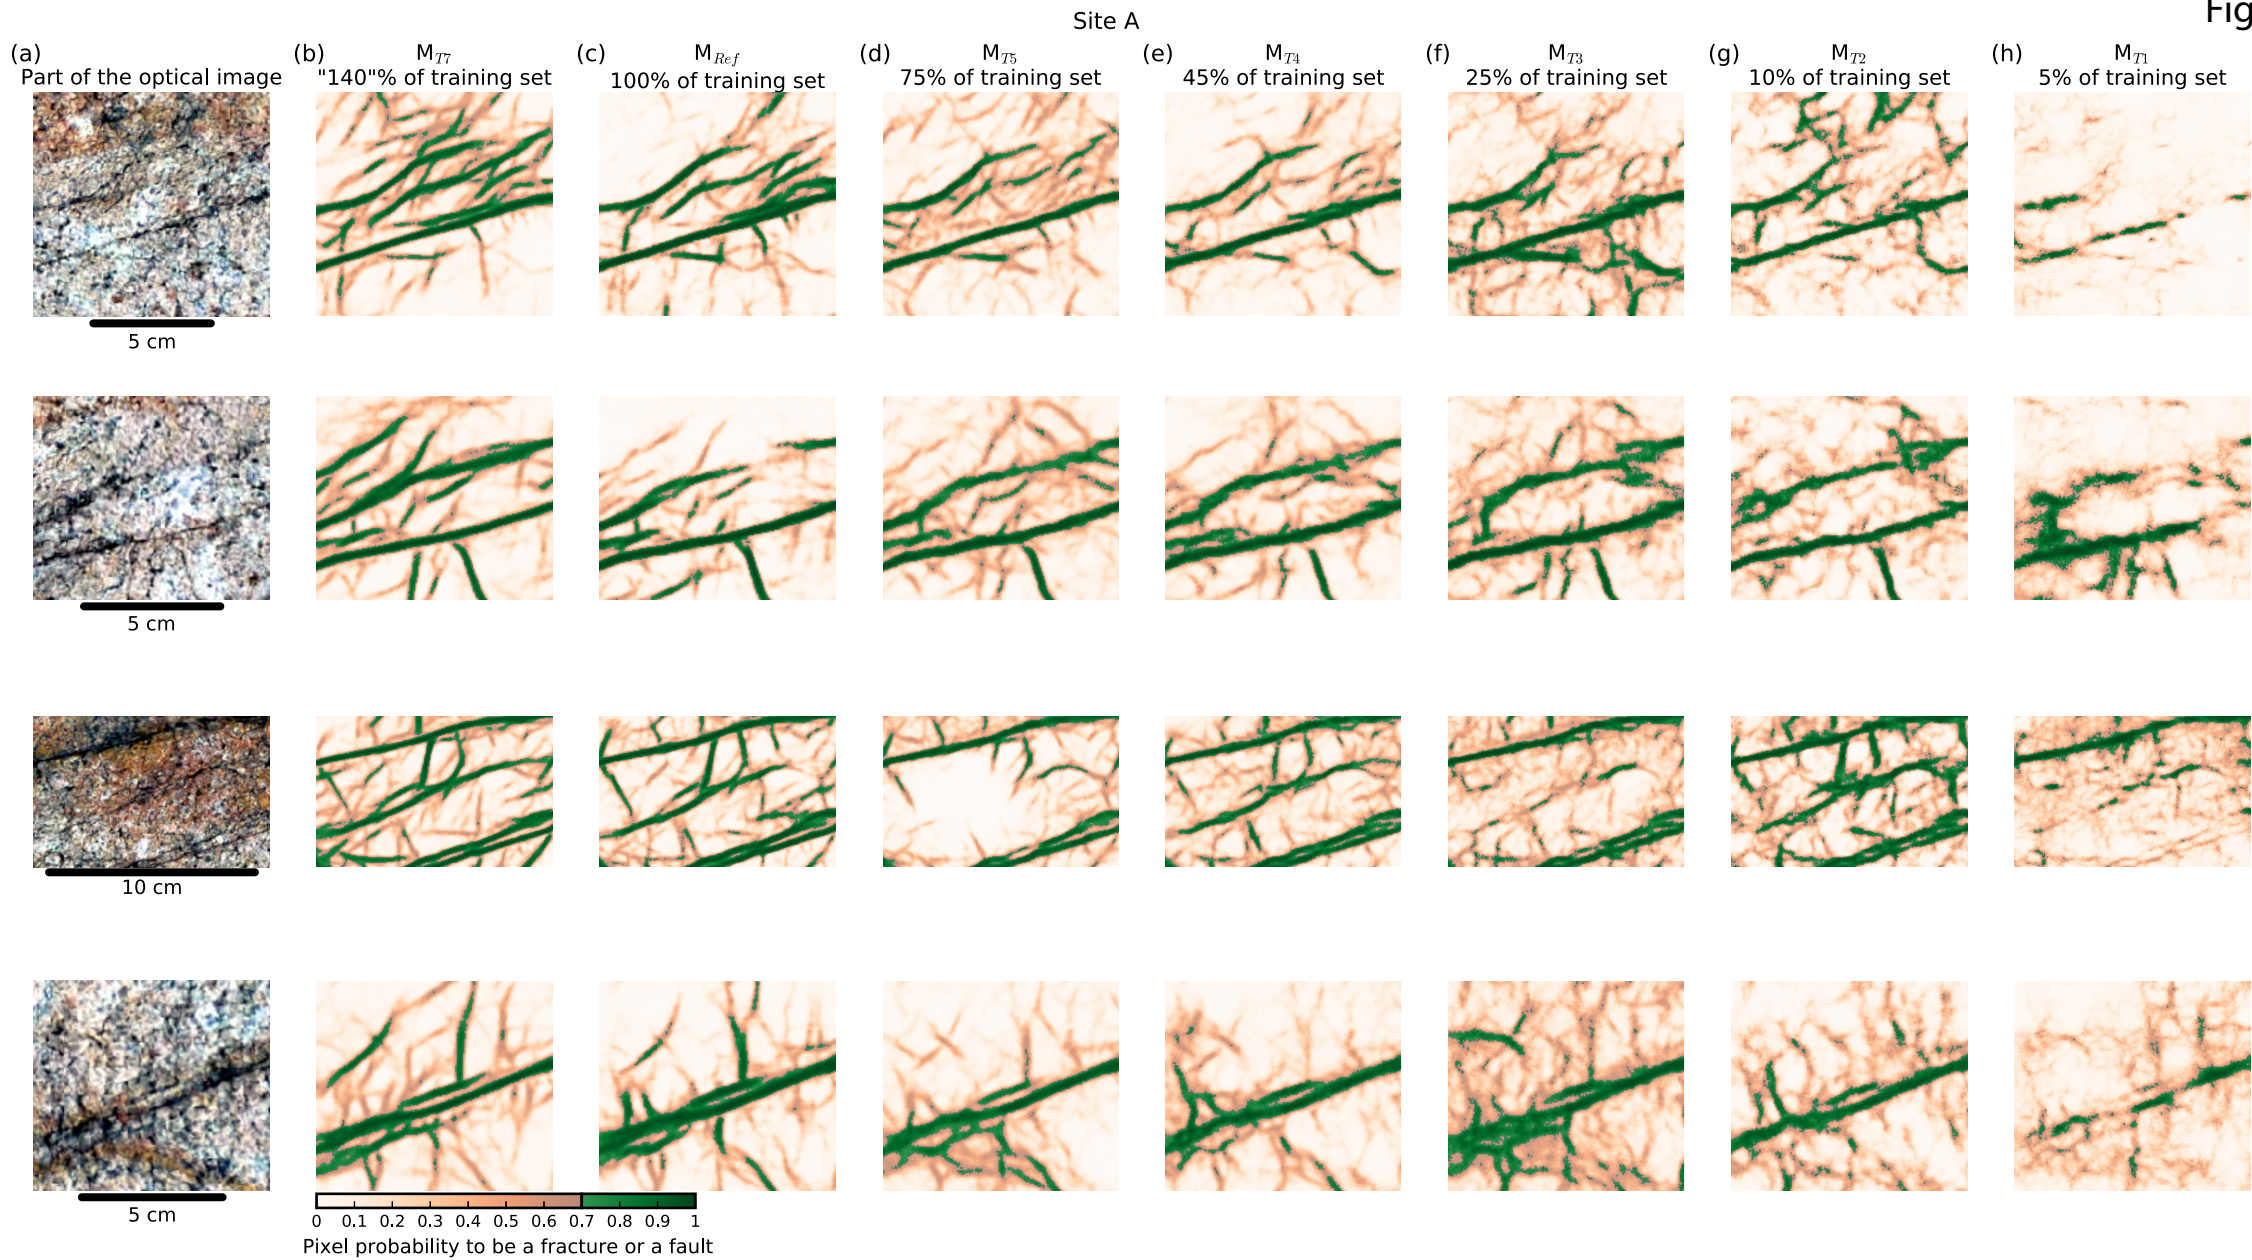 Fig
Site A
(a)
Part of the optical image
(b) M_T7
"140"% of training set
(c) M_Ref
100% of training set
(d) M_T5
75% of training set
(e) M_T4
45% of training set
(f) M_T3
25% of training set
(g) M_T2
10% of training set
(h) M_T1
5% of training set
5 cm
5 cm
10 cm
5 cm
0 0.1 0.2 0.3 0.4 0.5 0.6 0.7 0.8 0.9 1
Pixel probability to be a fracture or a fault